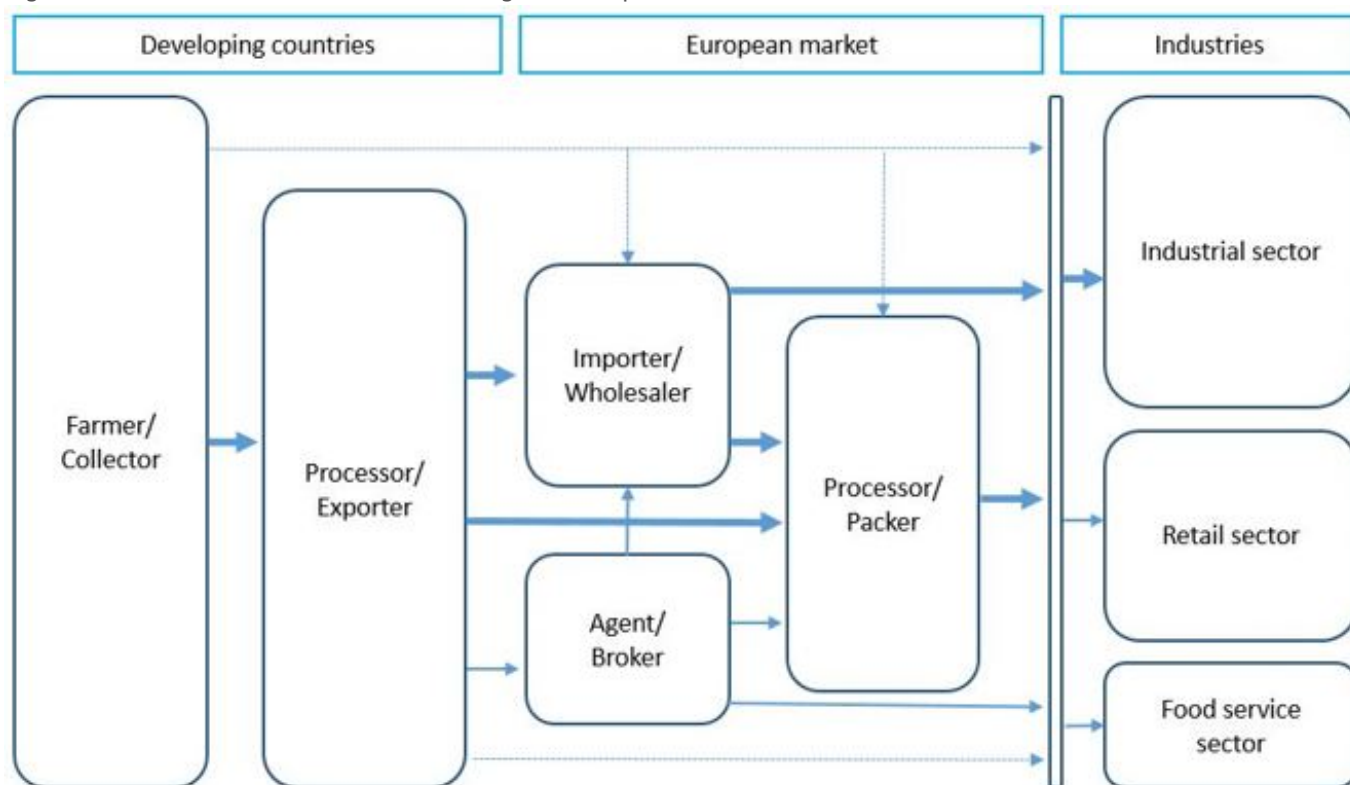 Developing countries
European market
Industries
Farmer/
Collector
Processor/
Exporter
Importer/
Wholesaler
Agent/
Broker
Processor/
Packer
Industrial sector
Retail sector
Food service
sector